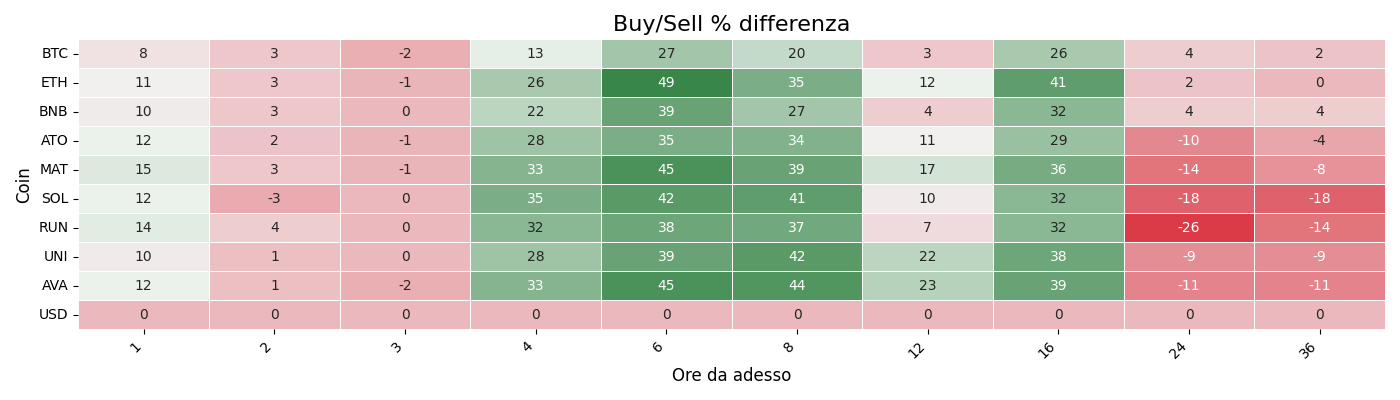 Buy/Sell % differenza
Coin
BTC 8 3 -2 13 27 20 3 26 4 2
ETH 11 3 -1 26 49 35 12 41 2 0
BNB 10 3 0 22 39 27 4 32 4 4
ATO 12 2 -1 28 35 34 11 29 -10 -4
MAT 15 3 -1 33 45 39 17 36 -14 -8
SOL 12 -3 0 35 42 41 10 32 -18 -18
RUN 14 4 0 32 38 37 7 32 -26 -14
UNI 10 1 0 28 39 42 22 38 -9 -9
AVA 12 1 -2 33 45 44 23 39 -11 -11
USD 0 0 0 0 0 0 0 0 0 0
1 2 3 4 6 8 12 16 24 36
Ore da adesso